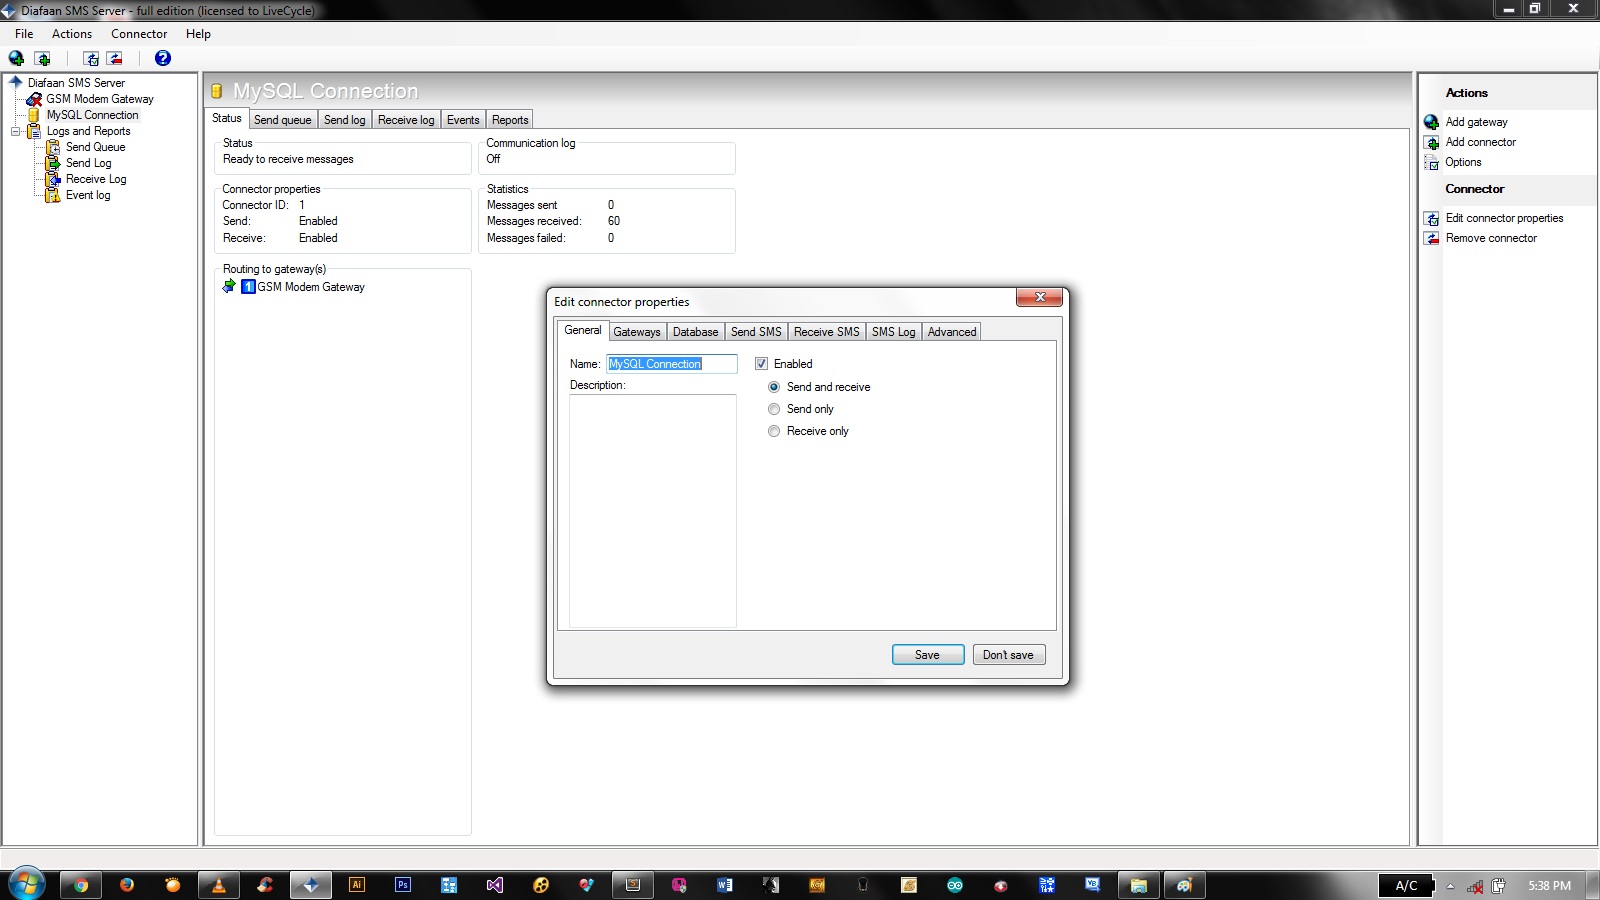 Diafaan SMS Server - full edition (licensed to LiveCycle)
File Actions Connector Help
Diafaan SMS Server
GSM Modem Gateway
MySQL Connection
Logs and Reports
Send Queue
Send Log
Receive Log
Event log
MySQL Connection
Status Send queue Send log Receive log Events Reports
Status
Ready to receive messages
Communication log
Off
Connector properties
Connector ID: 1
Send: Enabled
Receive: Enabled
Statistics
Messages sent 0
Messages received: 60
Messages failed: 0
Routing to gateway(s)
1 GSM Modem Gateway
Edit connector properties
General Gateways Database Send SMS Receive SMS SMS Log Advanced
Name: MySQL Connection
Enabled
Description:
Send and receive
Send only
Receive only
Save Don't save
Actions
Add gateway
Add connector
Options
Connector
Edit connector properties
Remove connector
Ai
Ps
A/C
5:38 PM